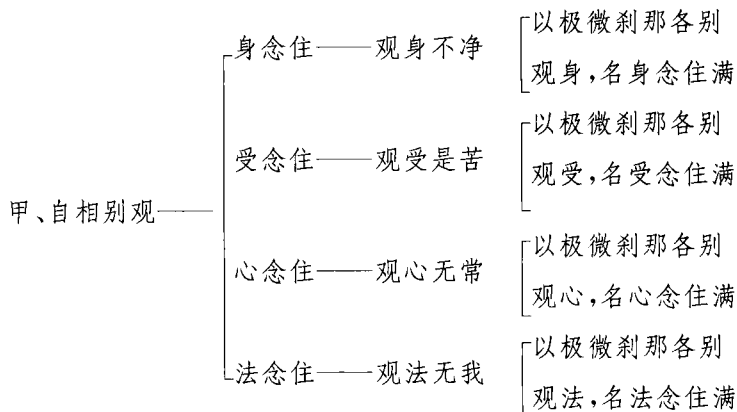 以极微刹那各别
身念住——观身不净
观身,名身念住满
以极微刹那各别
受念住——观受是苦
观受,名受念住满
甲、自相别观——
以极微刹那各别
心念住——观心无常
观心,名心念住满
以极微刹那各别
法念住——观法无我
观法,名法念住满